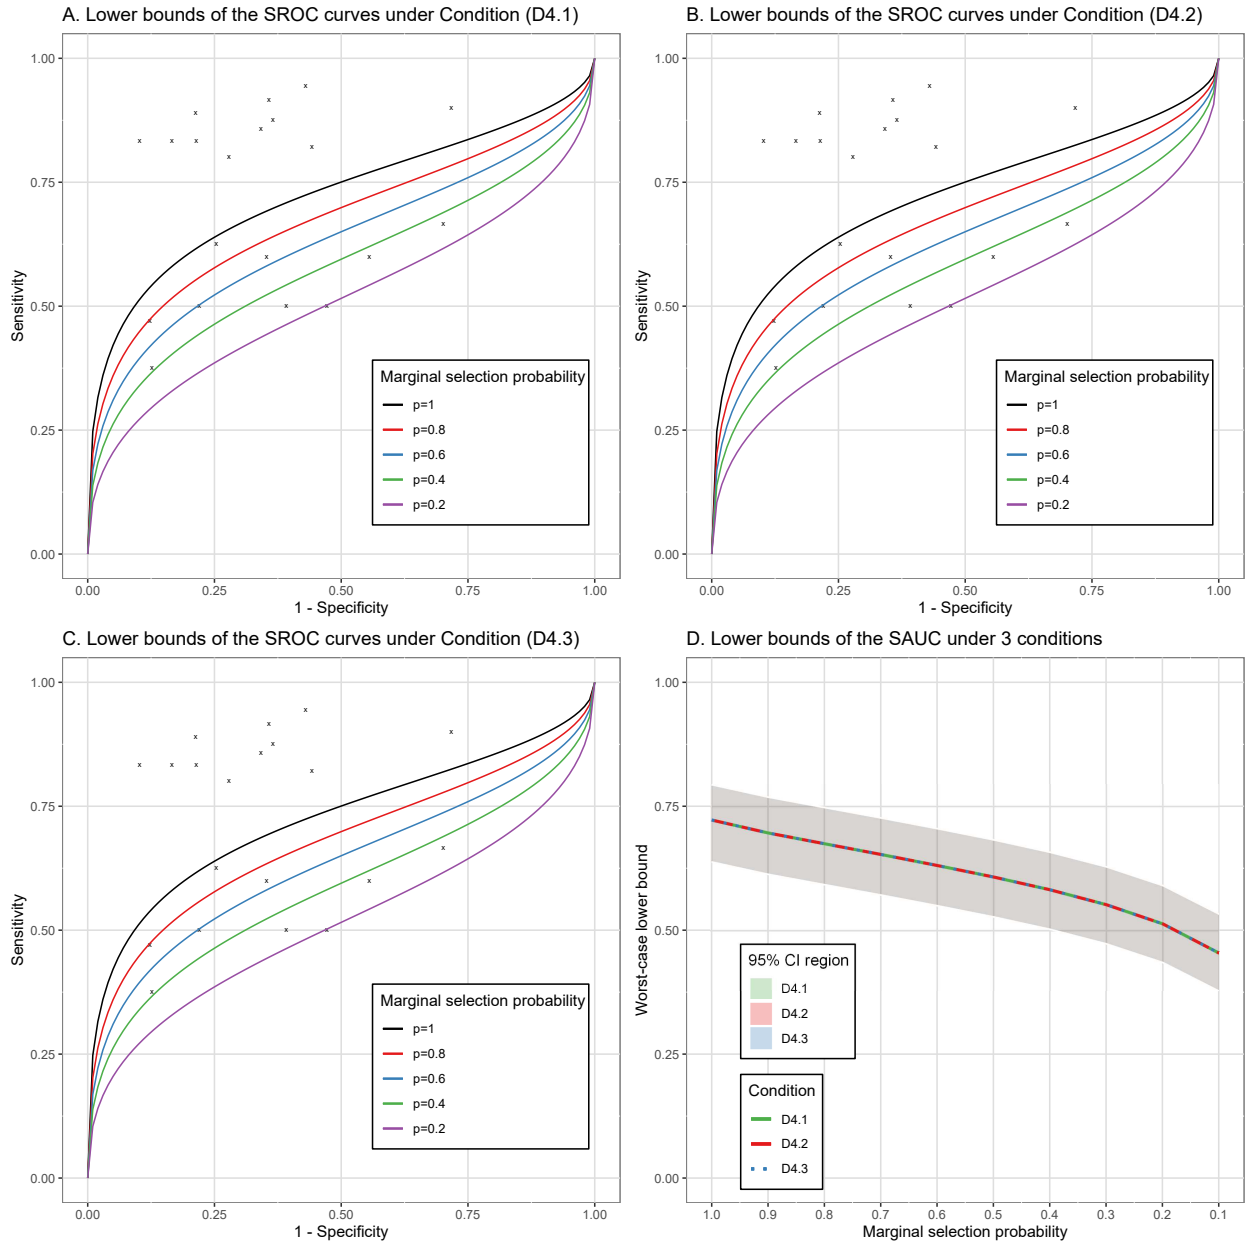 A. Lower bounds of the SROC curves under Condition (D4.1)
1.00
0.75
0.50
0.25
0.00
Sensitivity
Marginal selection probability
p=1
p=0.8
p=0.6
p=0.4
p=0.2
0.00 0.25 0.50 0.75 1.00
1 - Specificity
B. Lower bounds of the SROC curves under Condition (D4.2)
1.00
0.75
0.50
0.25
0.00
Sensitivity
Marginal selection probability
p=1
p=0.8
p=0.6
p=0.4
p=0.2
0.00 0.25 0.50 0.75 1.00
1 - Specificity
C. Lower bounds of the SROC curves under Condition (D4.3)
1.00
0.75
0.50
0.25
0.00
Sensitivity
Marginal selection probability
p=1
p=0.8
p=0.6
p=0.4
p=0.2
0.00 0.25 0.50 0.75 1.00
1 - Specificity
D. Lower bounds of the SAUC under 3 conditions
1.00
0.75
0.50
0.25
0.00
Worst-case lower bound
95% CI region
D4.1
D4.2
D4.3
Condition
D4.1
D4.2
D4.3
1.0 0.9 0.8 0.7 0.6 0.5 0.4 0.3 0.2 0.1
Marginal selection probability